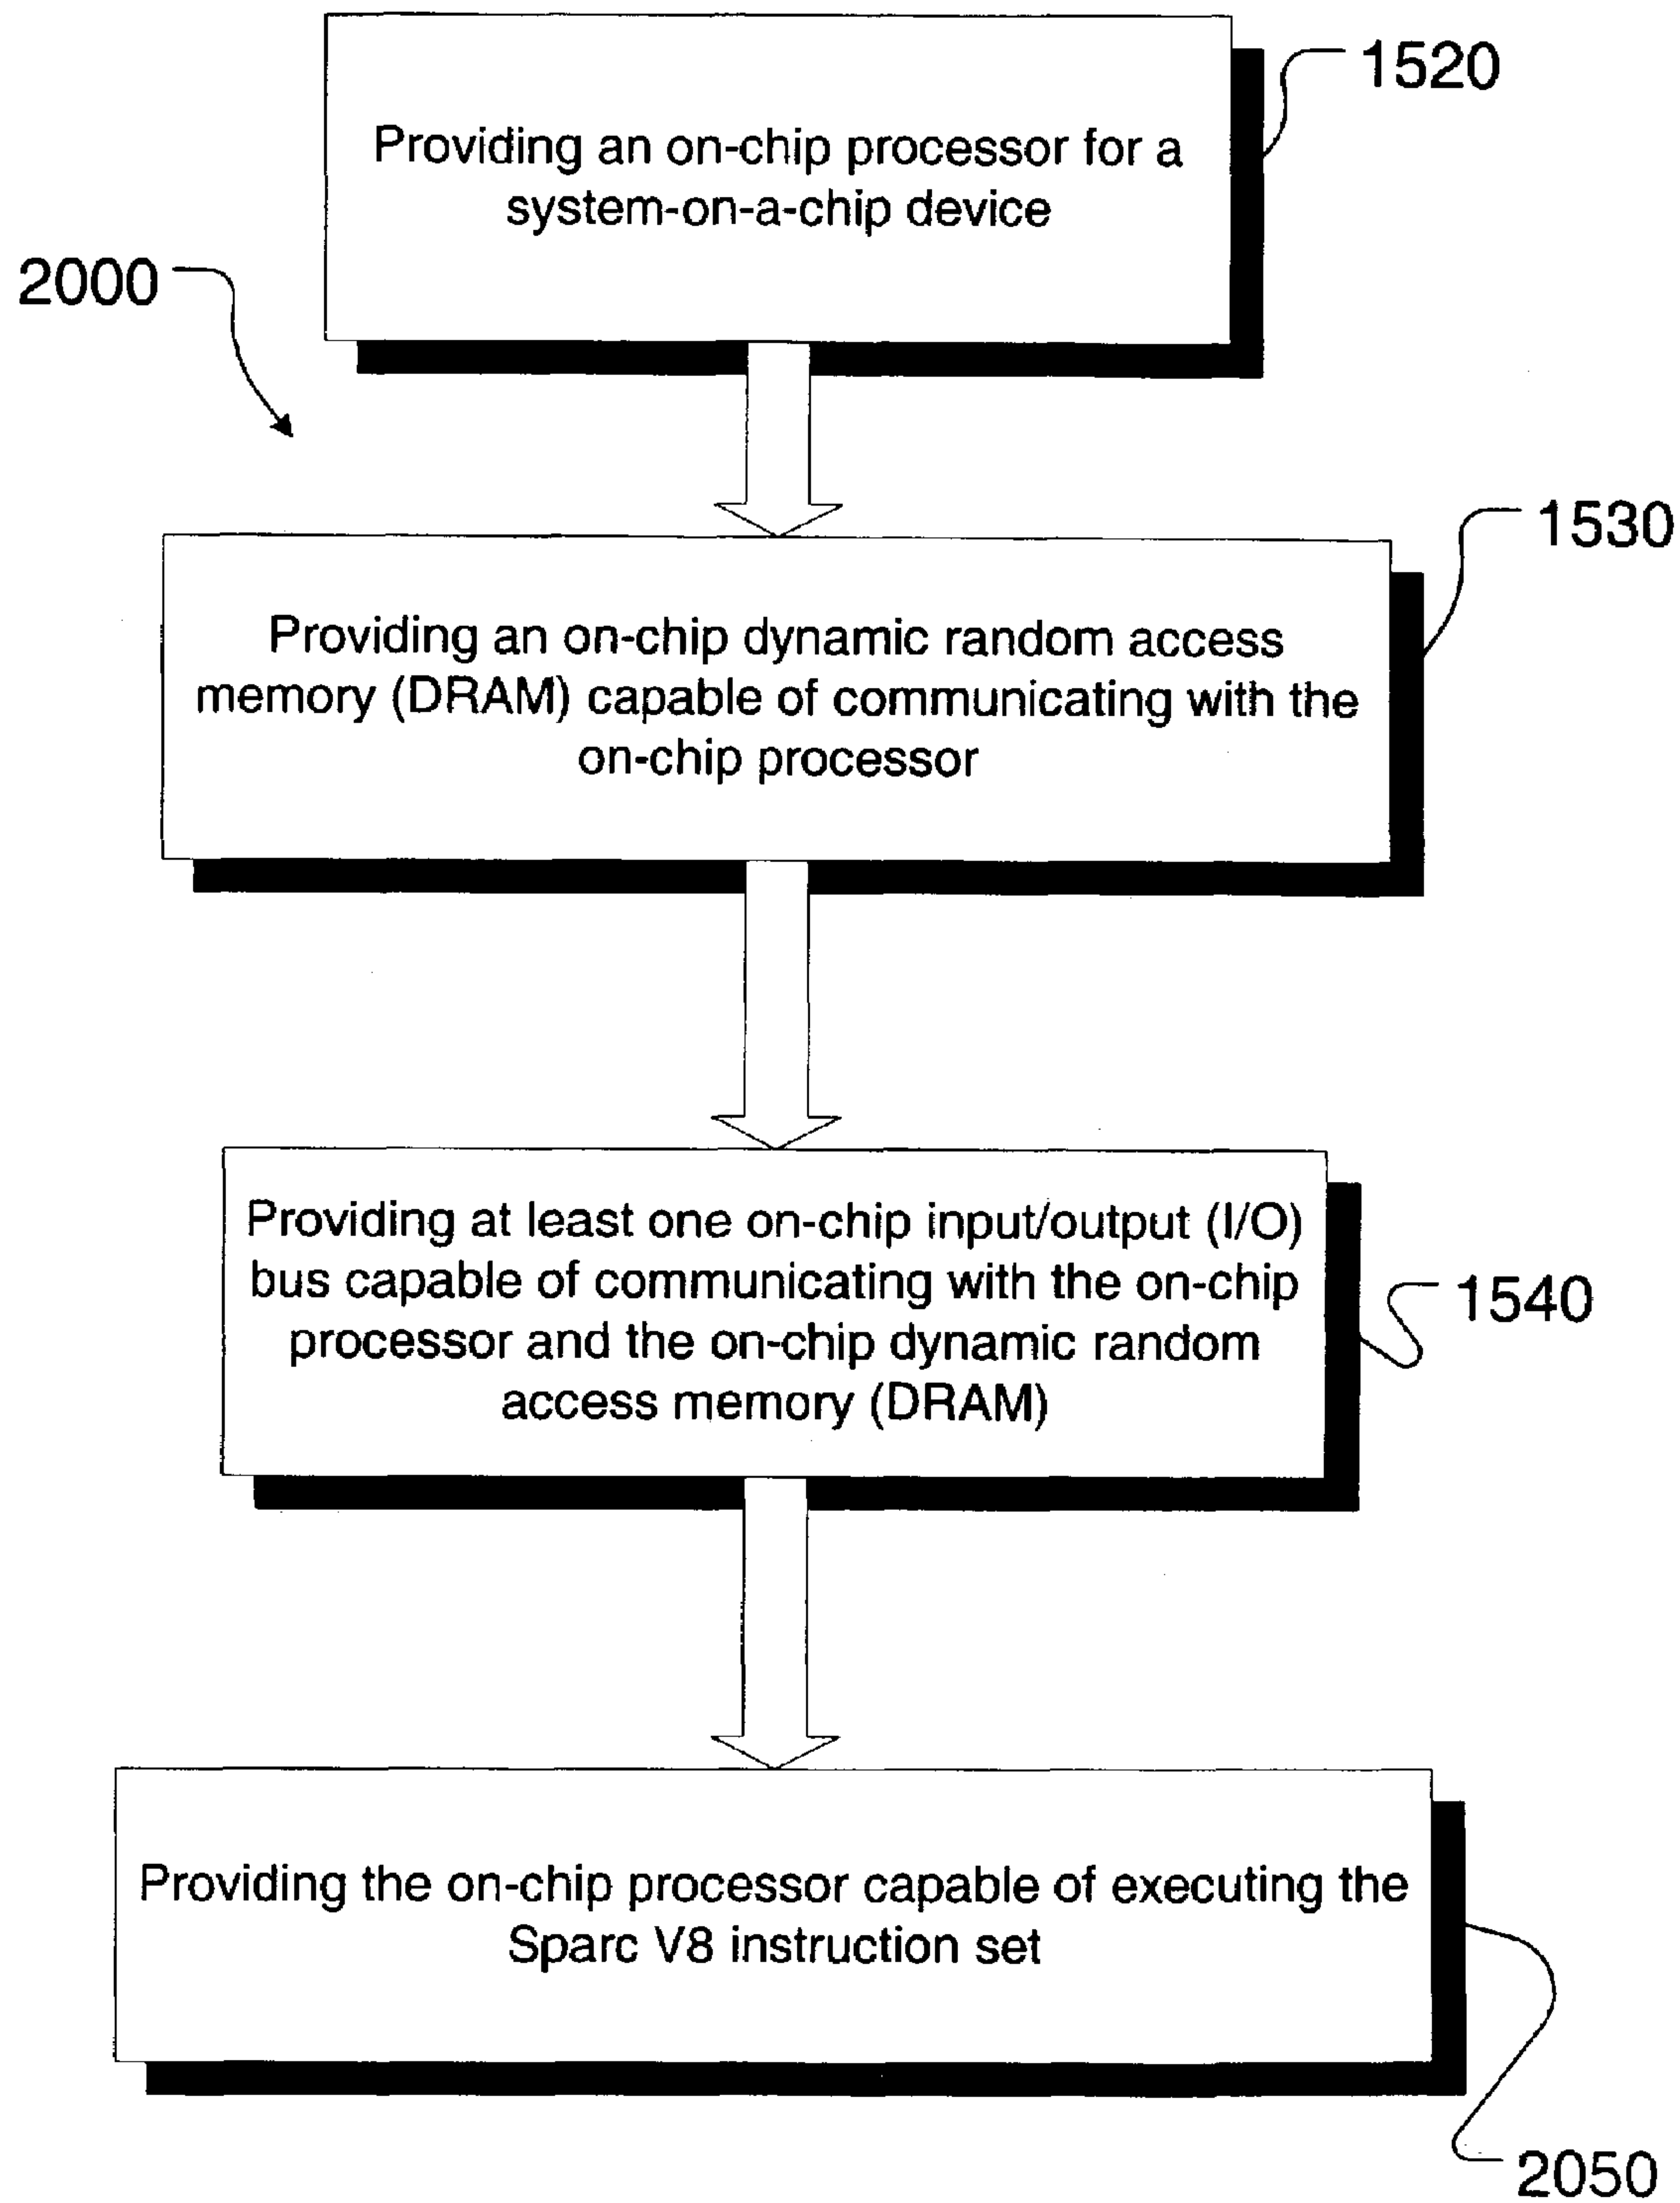 1520
Providing an on-chip processor for a
system-on-a-chip device
2000
1530
Providing an on-chip dynamic random access
memory (DRAM) capable of communicating with the
on-chip processor
Providing at least one on-chip input/output (I/O)
bus capable of communicating with the on-chip
processor and the on-chip dynamic random
access memory (DRAM)
1540
Providing the on-chip processor capable of executing the
Sparc V8 instruction set
2050